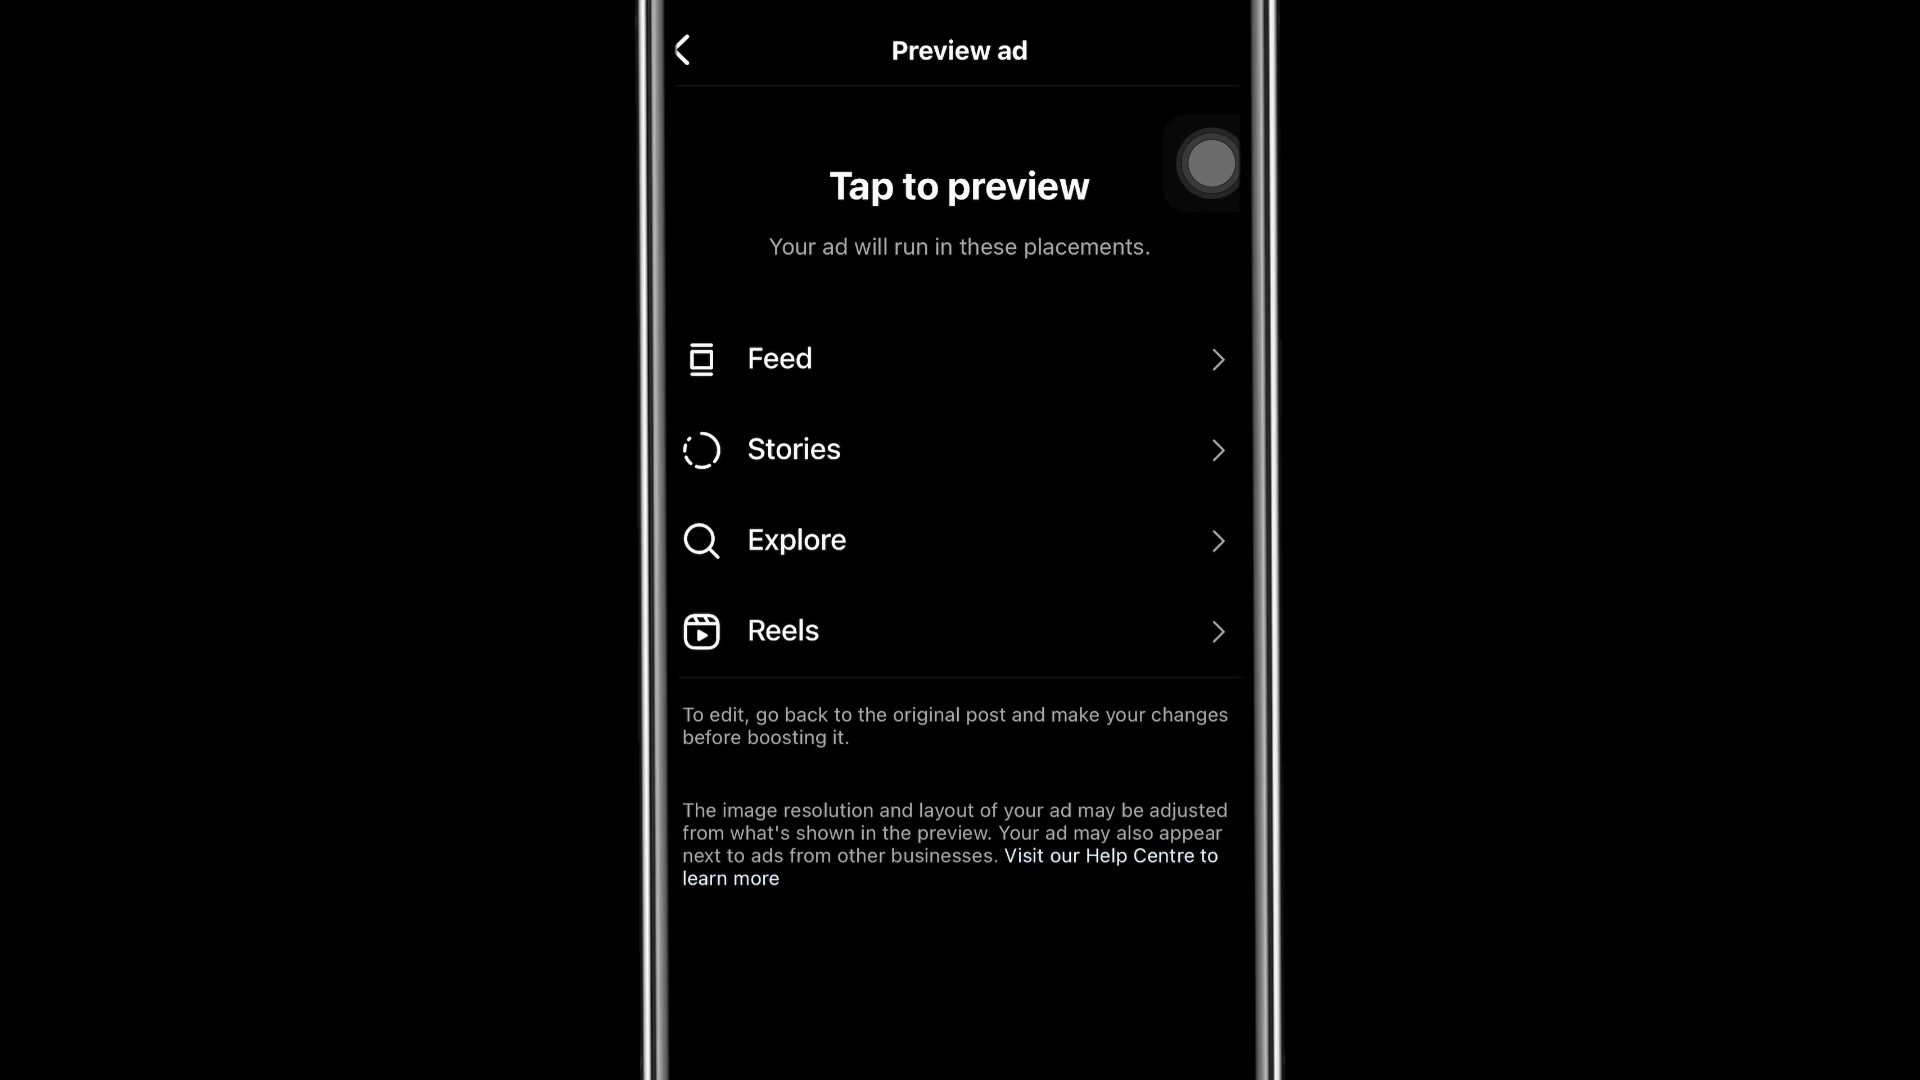 Preview ad
Tap to preview
Your ad will run in these placements.
Feed
Stories
Explore
Reels
To edit, go back to the original post and make your changes
before boosting it.
The image resolution and layout of your ad may be adjusted
from what's shown in the preview. Your ad may also appear
next to ads from other businesses. Visit our Help Centre to
learn more